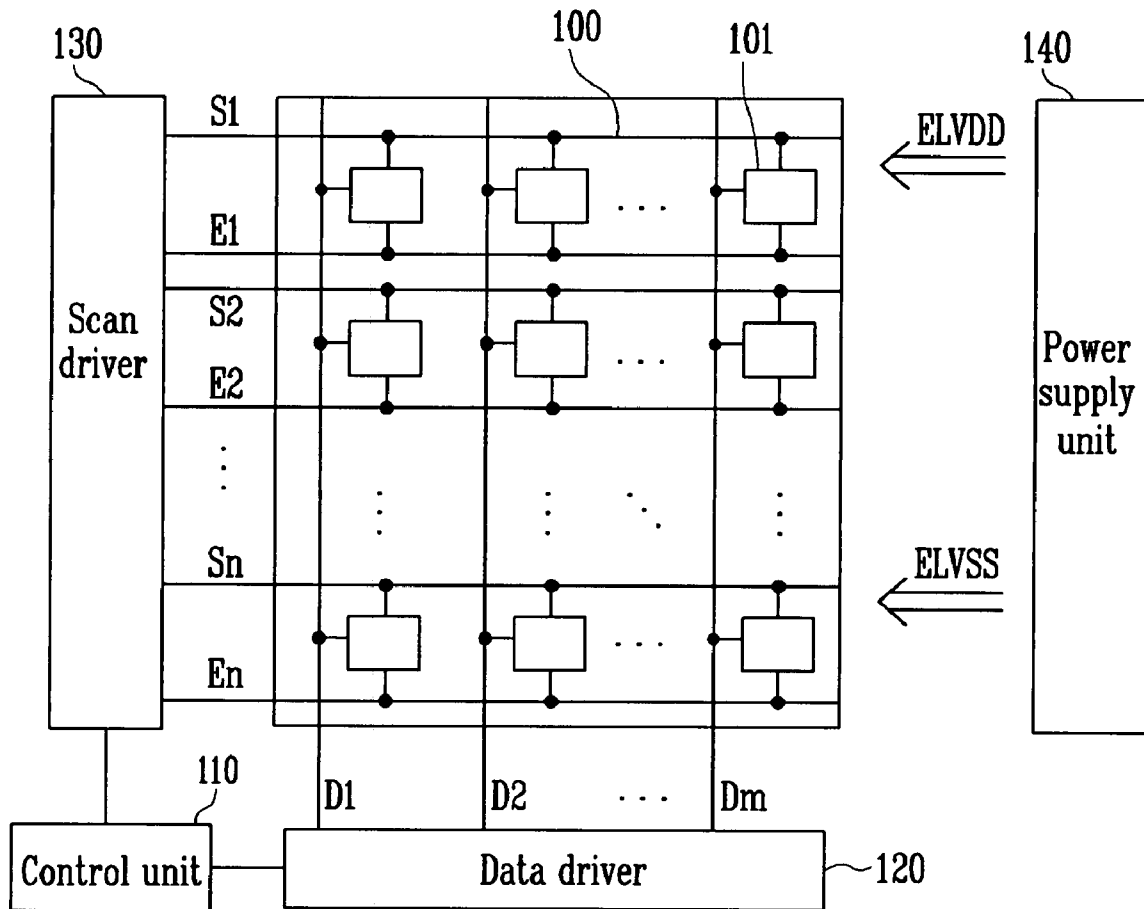 130
100
101
140
S1
ELVDD
E1
S2
Scan
driver
E2
Power
supply
unit
Sn
ELVSS
En
110
D1
D2
Dm
Control unit
Data driver
120